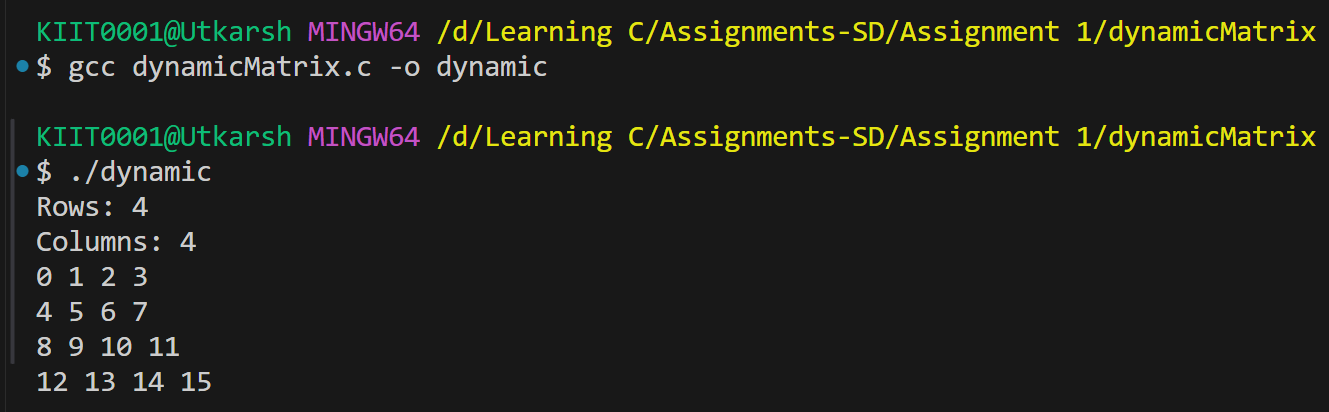 KIIT0001@Utkarsh MINGW64 /d/Learning C/Assignments-SD/Assignment 1/dynamicMatrix
$ gcc dynamicMatrix.c -o dynamic
KIIT0001@Utkarsh MINGW64 /d/Learning C/Assignments-SD/Assignment 1/dynamicMatrix
$ ./dynamic
Rows: 4
Columns: 4
0 1 2 3
4 5 6 7
8 9 10 11
12 13 14 15